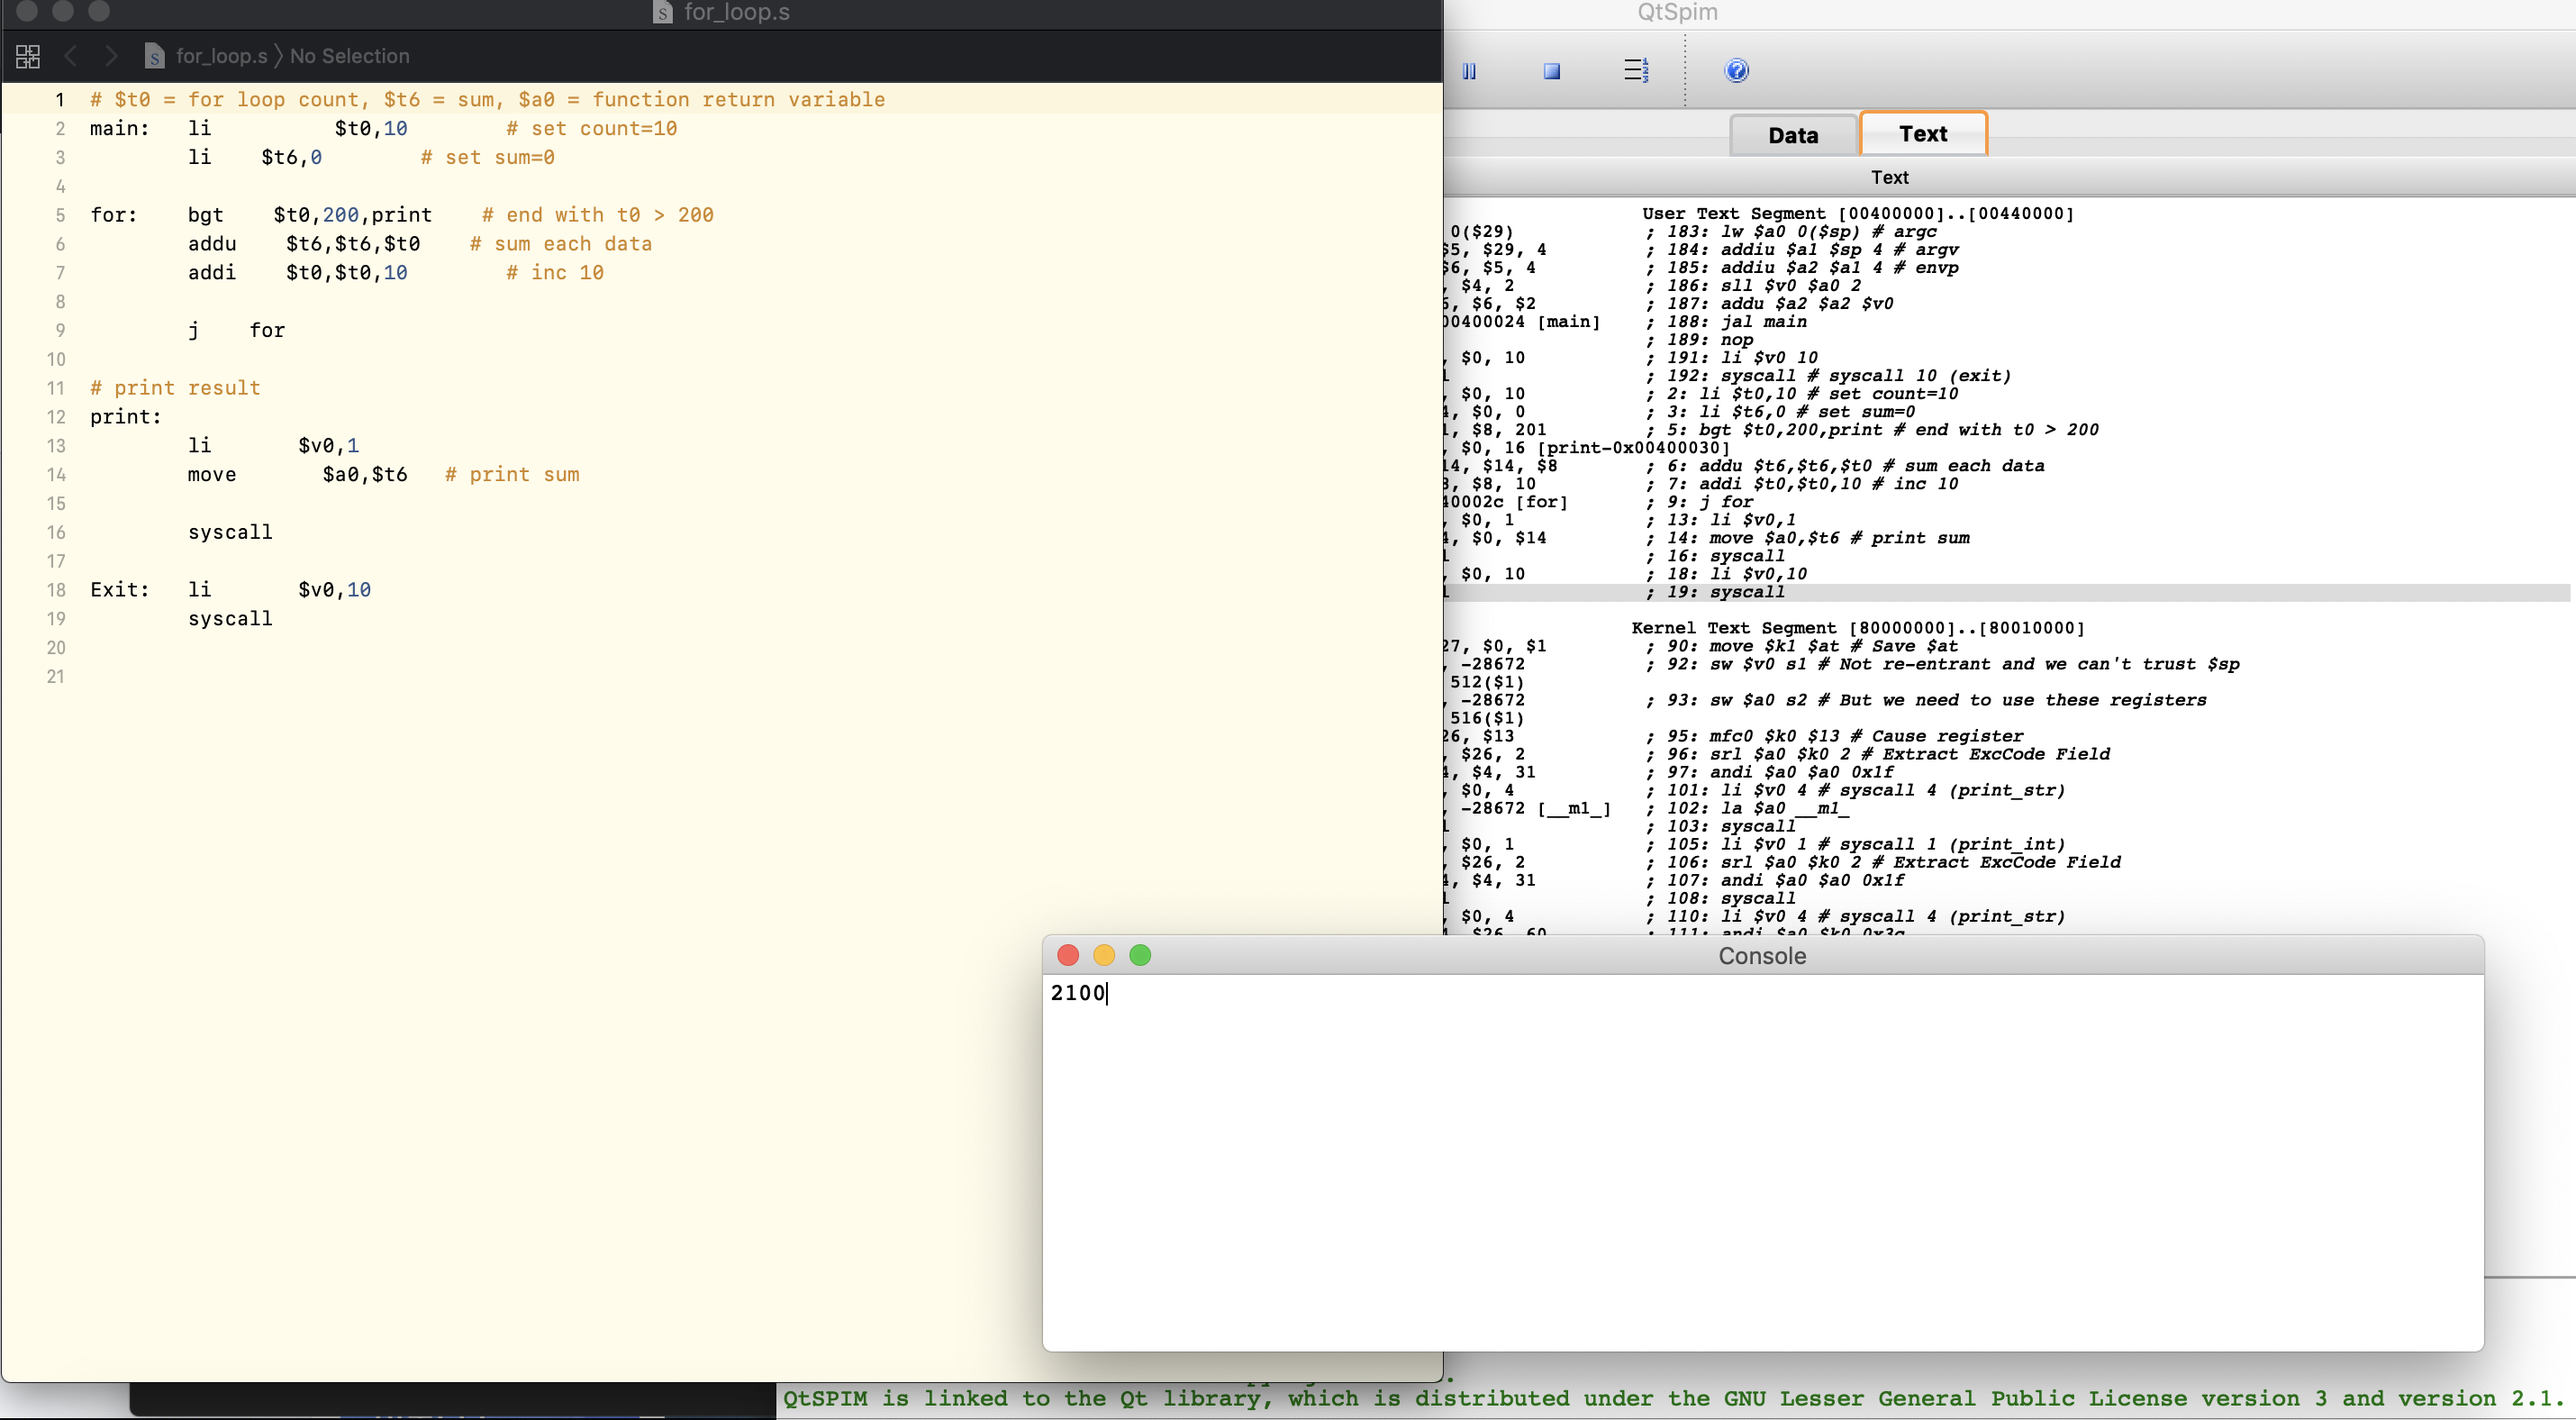 for_loop.s
for_loop.s 〉 No Selection
1 # $t0 = for loop count, $t6 = sum, $a0 = function return variable
2 main: li $t0,10 # set count=10
3 li $t6,0 # set sum=0
4
5 for: bgt $t0,200,print # end with t0 > 200
6 addu $t6,$t6,$t0 # sum each data
7 addi $t0,$t0,10 # inc 10
8
9 j for
10
11 # print result
12 print:
13 li $v0,1
14 move $a0,$t6 # print sum
15
16 syscall
17
18 Exit: li $v0,10
19 syscall
20
21
QtSpim
Data Text
Text
User Text Segment [00400000]..[00440000]
0($29) ; 183: lw $a0 0($sp) # argc
$5, $29, 4 ; 184: addiu $a1 $sp 4 # argv
$6, $5, 4 ; 185: addiu $a2 $a1 4 # envp
, $4, 2 ; 186: sll $v0 $a0 2
6, $6, $2 ; 187: addu $a2 $a2 $v0
00400024 [main] ; 188: jal main
; 189: nop
, $0, 10 ; 191: li $v0 10
; 192: syscall # syscall 10 (exit)
, $0, 10 ; 2: li $t0,10 # set count=10
4, $0, 0 ; 3: li $t6,0 # set sum=0
1, $8, 201 ; 5: bgt $t0,200,print # end with t0 > 200
, $0, 16 [print-0x00400030]
14, $14, $8 ; 6: addu $t6,$t6,$t0 # sum each data
8, $8, 10 ; 7: addi $t0,$t0,10 # inc 10
40002c [for] ; 9: j for
, $0, 1 ; 13: li $v0,1
4, $0, $14 ; 14: move $a0,$t6 # print sum
; 16: syscall
, $0, 10 ; 18: li $v0,10
; 19: syscall
Kernel Text Segment [80000000]..[80010000]
27, $0, $1 ; 90: move $k1 $at # Save $at
, -28672 ; 92: sw $v0 s1 # Not re-entrant and we can't trust $sp
512($1)
, -28672 ; 93: sw $a0 s2 # But we need to use these registers
516($1)
26, $13 ; 95: mfc0 $k0 $13 # Cause register
, $26, 2 ; 96: srl $a0 $k0 2 # Extract ExcCode Field
4, $4, 31 ; 97: andi $a0 $a0 0x1f
, $0, 4 ; 101: li $v0 4 # syscall 4 (print_str)
, -28672 [__m1_] ; 102: la $a0 __m1_
; 103: syscall
, $0, 1 ; 105: li $v0 1 # syscall 1 (print_int)
, $26, 2 ; 106: srl $a0 $k0 2 # Extract ExcCode Field
4, $4, 31 ; 107: andi $a0 $a0 0x1f
; 108: syscall
, $0, 4 ; 110: li $v0 4 # syscall 4 (print_str)
4, $26, 60 ; 111: andi $a0 $k0 0x3c
Console
2100
QtSPIM is linked to the Qt library, which is distributed under the GNU Lesser General Public License version 3 and version 2.1.